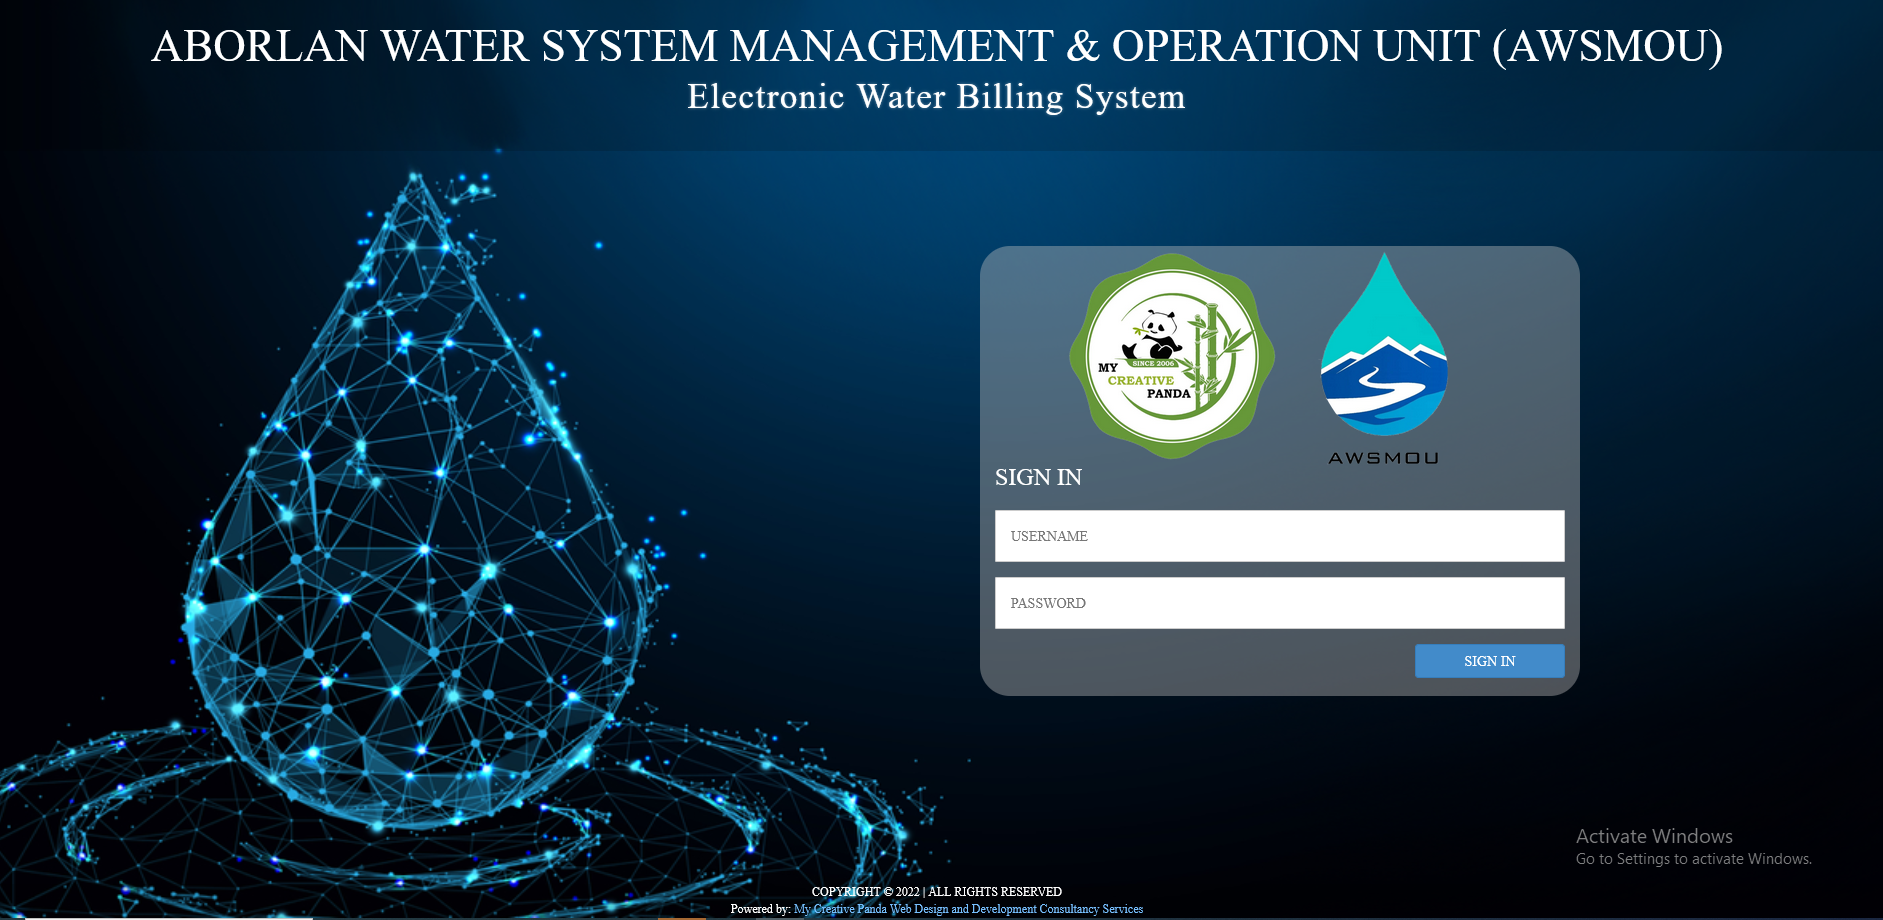 ABORLAN WATER SYSTEM MANAGEMENT & OPERATION UNIT (AWSMOU)
Electronic Water Billing System
SINCE 2006
MY
CREATIVE
PANDA
AWSMOU
SIGN IN
USERNAME
PASSWORD
SIGN IN
Activate Windows
Go to Settings to activate Windows.
COPYRIGHT © 2022 | ALL RIGHTS RESERVED
Powered by: My Creative Panda Web Design and Development Consultancy Services